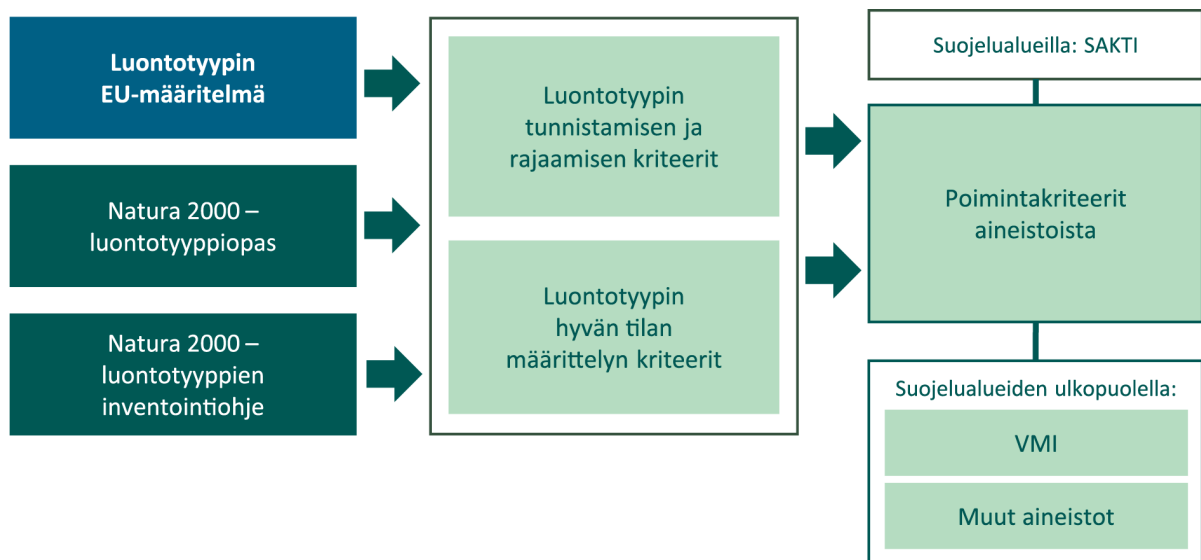 Luontotyypin
EU-määritelmä
Natura 2000 –
luontotyyppiopas
Natura 2000 –
luontotyyppien
inventointiohje
Luontotyypin
tunnistamisen ja
rajaamisen kriteerit
Luontotyypin
hyvän tilan
määrittelyn kriteerit
Suojelualueilla: SAKTI
Poimintakriteerit
aineistoista
Suojelualueiden ulkopuolella:
VMI
Muut aineistot